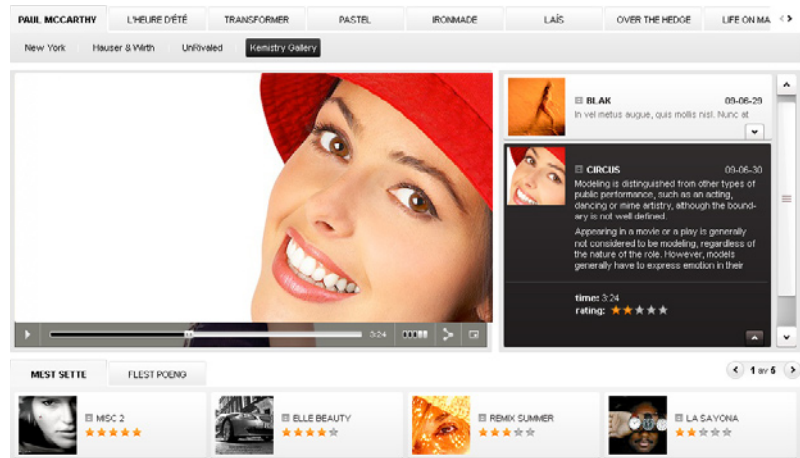 PAUL MCCARTHY
L'HEURE D'ÉTÉ
TRANSFORMER
PASTEL
IRONMADE
LAÍS
OVER THE HEDGE
LIFE ON MA
New York
Hauser & Wirth
UnRivaled
Kemistry Gallery
BLAK 09-06-29
In vel metus augue, quis mollis nisl. Nunc at
CIRCUS 09-06-30
Modeling is distinguished from other types of
public performance, such as an acting,
dancing or mime artistry, although the bound-
ary is not well defined.
Appearing in a movie or a play is generally
not considered to be modeling, regardless of
the nature of the role. However, models
generally have to express emotion in their
time: 3:24
rating:
3:24
MEST SETTE
FLEST POENG
1 av 5
MISC 2
ELLE BEAUTY
REMIX SUMMER
LA SAYONA